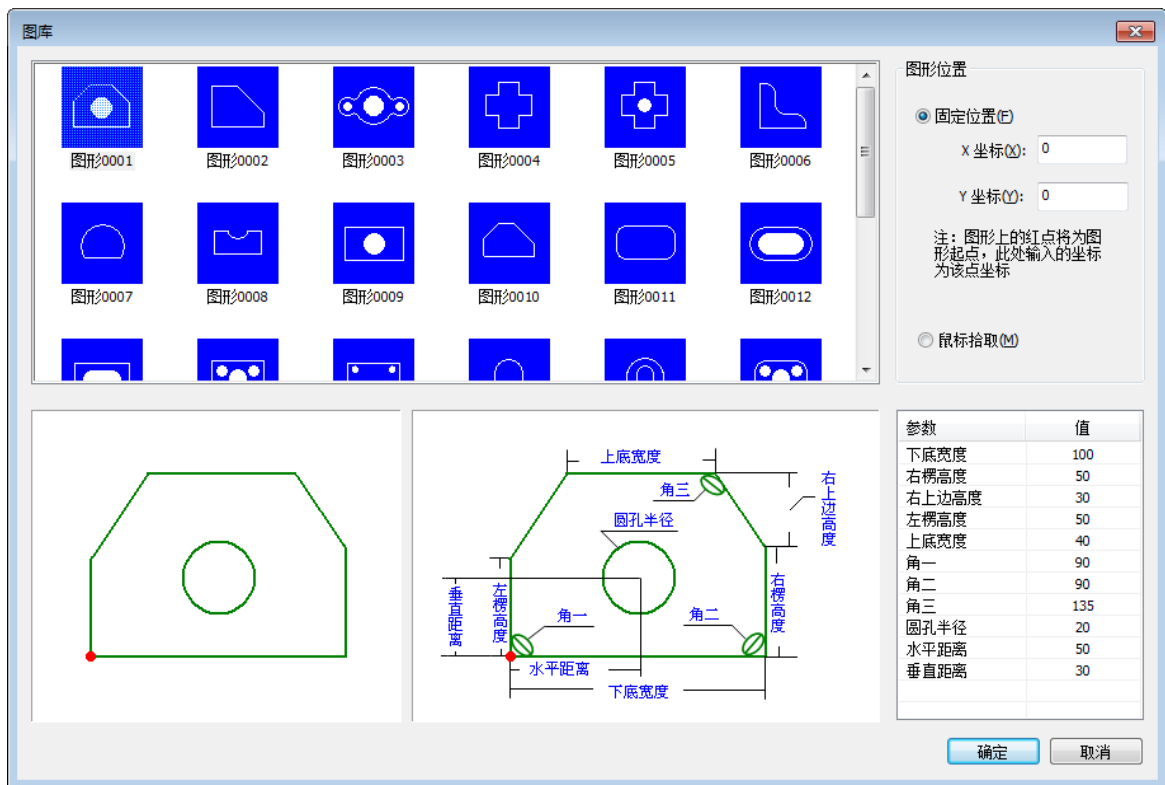 图库
图形0001
图形0002
图形0003
图形0004
图形0005
图形0006
图形0007
图形0008
图形0009
图形0010
图形0011
图形0012
图形位置
固定位置(F)
X 坐标(X): 0
Y 坐标(Y): 0
注：图形上的红点将为图
形起点，此处输入的坐标
为该点坐标
鼠标拾取(M)
上底宽度
角三
圆孔半径
右上边高度
垂直距离
左楞高度
角一
角二
右楞高度
水平距离
下底宽度
参数 值
下底宽度 100
右楞高度 50
右上边高度 30
左楞高度 50
上底宽度 40
角一 90
角二 90
角三 135
圆孔半径 20
水平距离 50
垂直距离 30
确定
取消